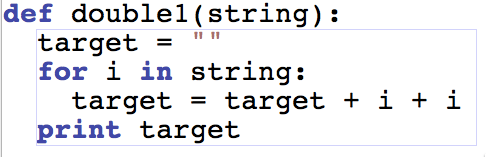 def double1(string):
  target = ""
  for i in string:
    target = target + i + i
  print target